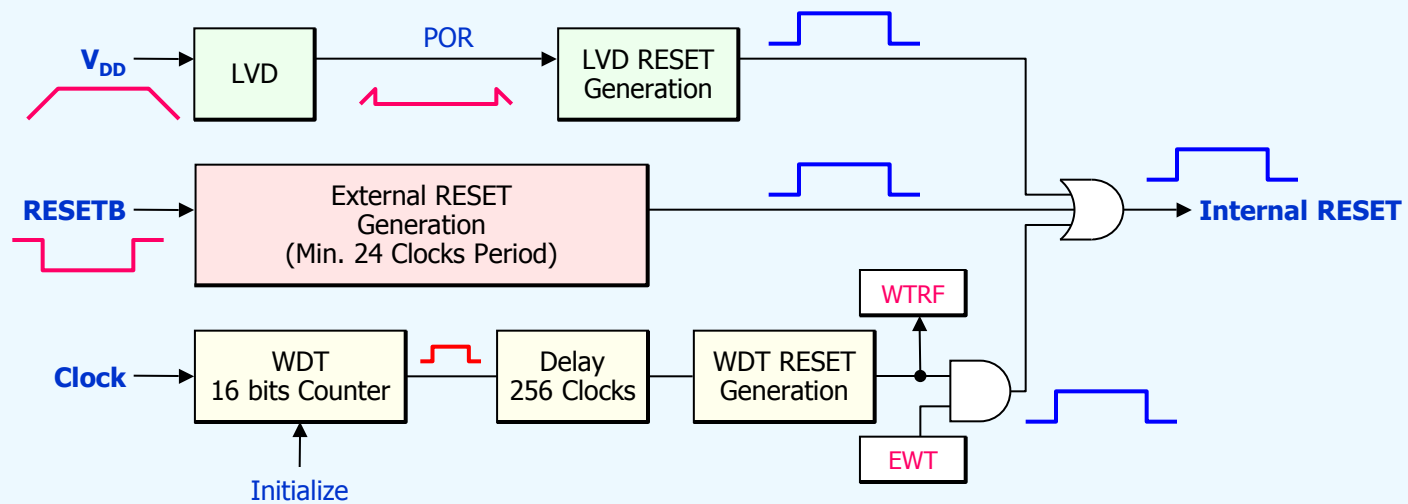 POR
V_DD
LVD
LVD RESET
Generation
RESETB
External RESET
Generation
(Min. 24 Clocks Period)
Internal RESET
WTRF
Clock
WDT
16 bits Counter
Delay
256 Clocks
WDT RESET
Generation
EWT
Initialize